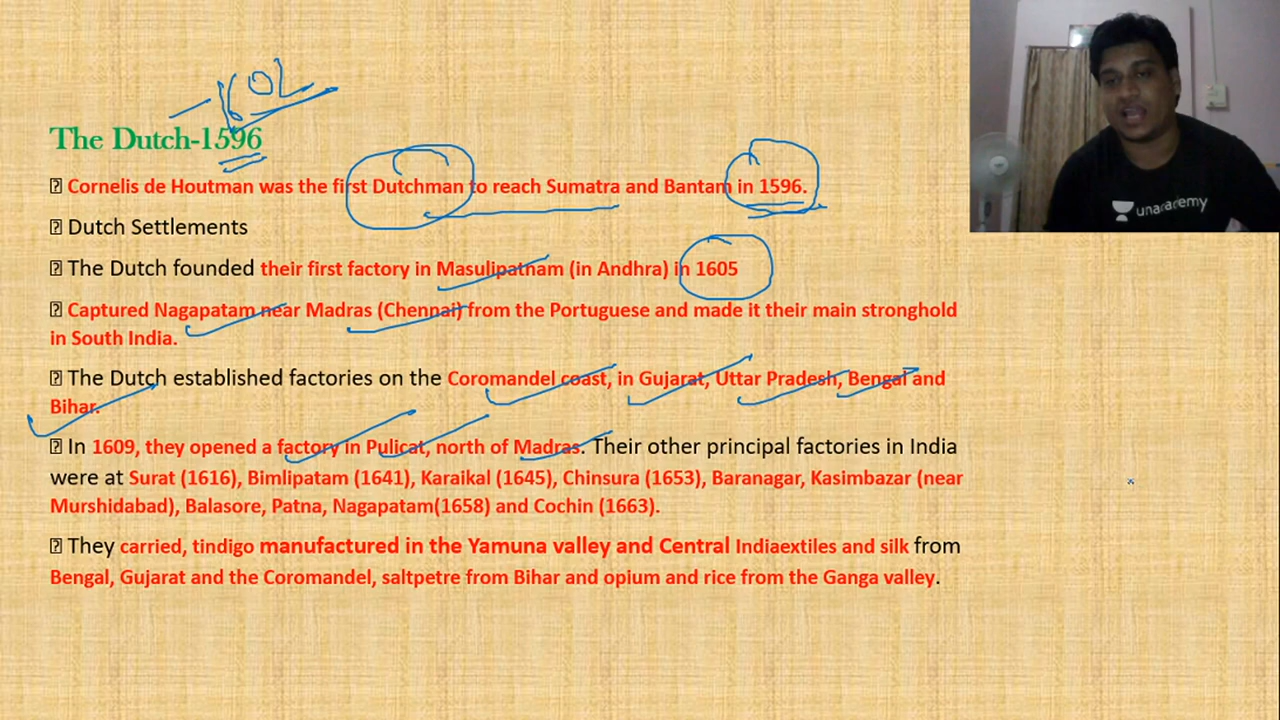 1602
The Dutch-1596
Cornelis de Houtman was the first Dutchman to reach Sumatra and Bantam in 1596.
Dutch Settlements
The Dutch founded their first factory in Masulipatnam (in Andhra) in 1605
Captured Nagapatam near Madras (Chennai) from the Portuguese and made it their main stronghold
in South India.
The Dutch established factories on the Coromandel coast, in Gujarat, Uttar Pradesh, Bengal and
Bihar.
In 1609, they opened a factory in Pulicat, north of Madras. Their other principal factories in India
were at Surat (1616), Bimlipatam (1641), Karaikal (1645), Chinsura (1653), Baranagar, Kasimbazar (near
Murshidabad), Balasore, Patna, Nagapatam(1658) and Cochin (1663).
They carried, tindigo manufactured in the Yamuna valley and Central Indiaextiles and silk from
Bengal, Gujarat and the Coromandel, saltpetre from Bihar and opium and rice from the Ganga valley.
unacademy